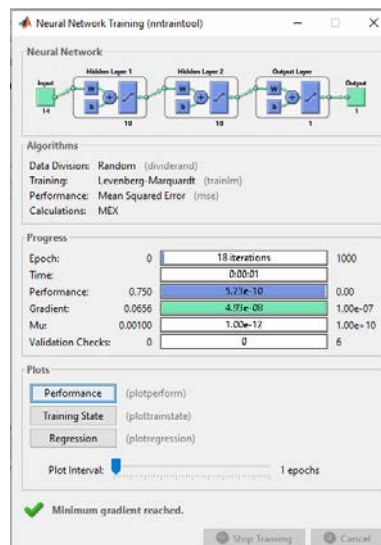 Neural Network Training (nntraintool)
Neural Network
Hidden Layer 1 Hidden Layer 2 Output Layer
Input Output
W W W
b b b
14 10 10 1 1
Algorithms
Data Division: Random (dividerand)
Training: Levenberg-Marquardt (trainlm)
Performance: Mean Squared Error (mse)
Calculations: MEX
Progress
Epoch: 0 18 iterations 1000
Time: 0:00:01
Performance: 0.750 5.23e-10 0.00
Gradient: 0.0656 4.93e-08 1.00e-07
Mu: 0.00100 1.00e-12 1.00e+10
Validation Checks: 0 0 6
Plots
Performance (plotperform)
Training State (plottrainstate)
Regression (plotregression)
Plot Interval: 1 epochs
Minimum gradient reached.
Stop Training Cancel